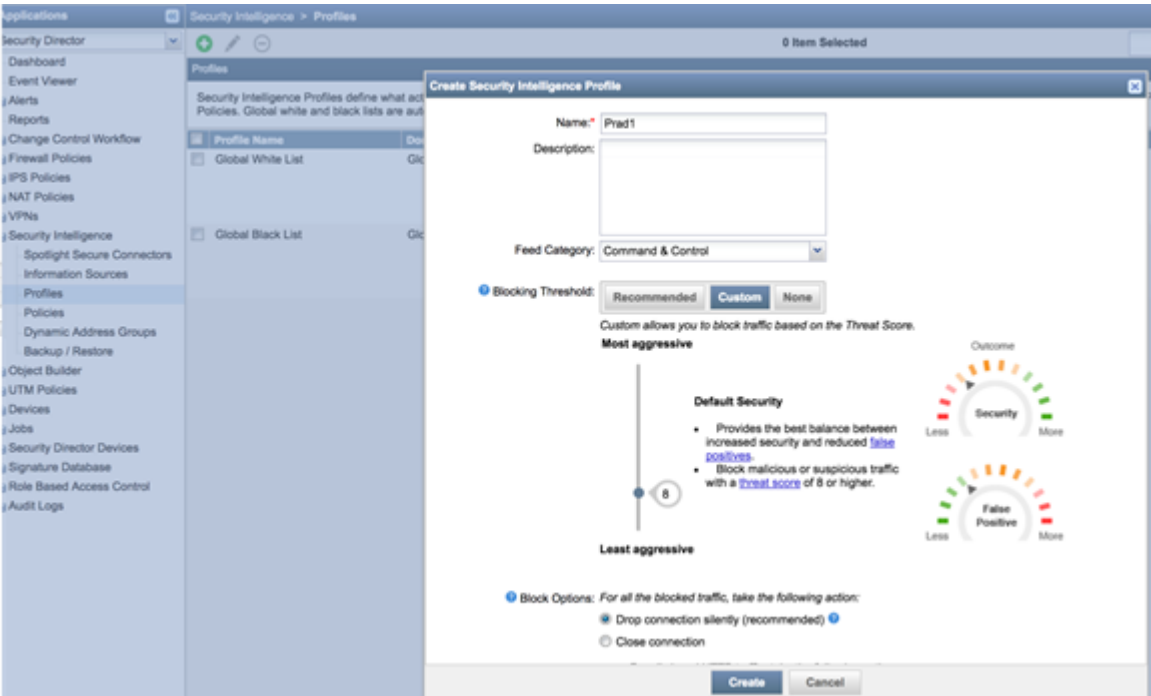 Applications
Security Intelligence > Profiles
Security Director
0 Item Selected
Dashboard
Event Viewer
Alerts
Reports
Change Control Workflow
Firewall Policies
IPS Policies
NAT Policies
VPNs
Security Intelligence
Spotlight Secure Connectors
Information Sources
Profiles
Policies
Dynamic Address Groups
Backup / Restore
Object Builder
UTM Policies
Devices
Jobs
Security Director Devices
Signature Database
Role Based Access Control
Audit Logs
Profiles
Security Intelligence Profiles define what act
Policies. Global white and black lists are aut
Profile Name
Do
Global White List
Glo
Global Black List
Glo
Create Security Intelligence Profile
Name:* Prad1
Description:
Feed Category: Command & Control
Blocking Threshold: Recommended Custom None
Custom allows you to block traffic based on the Threat Score.
Most aggressive
Default Security
• Provides the best balance between
increased security and reduced false
positives.
• Block malicious or suspicious traffic
with a threat score of 8 or higher.
8
Least aggressive
Outcome
Security
Less More
False
Positive
Less More
Block Options: For all the blocked traffic, take the following action:
Drop connection silently (recommended)
Close connection
Create Cancel